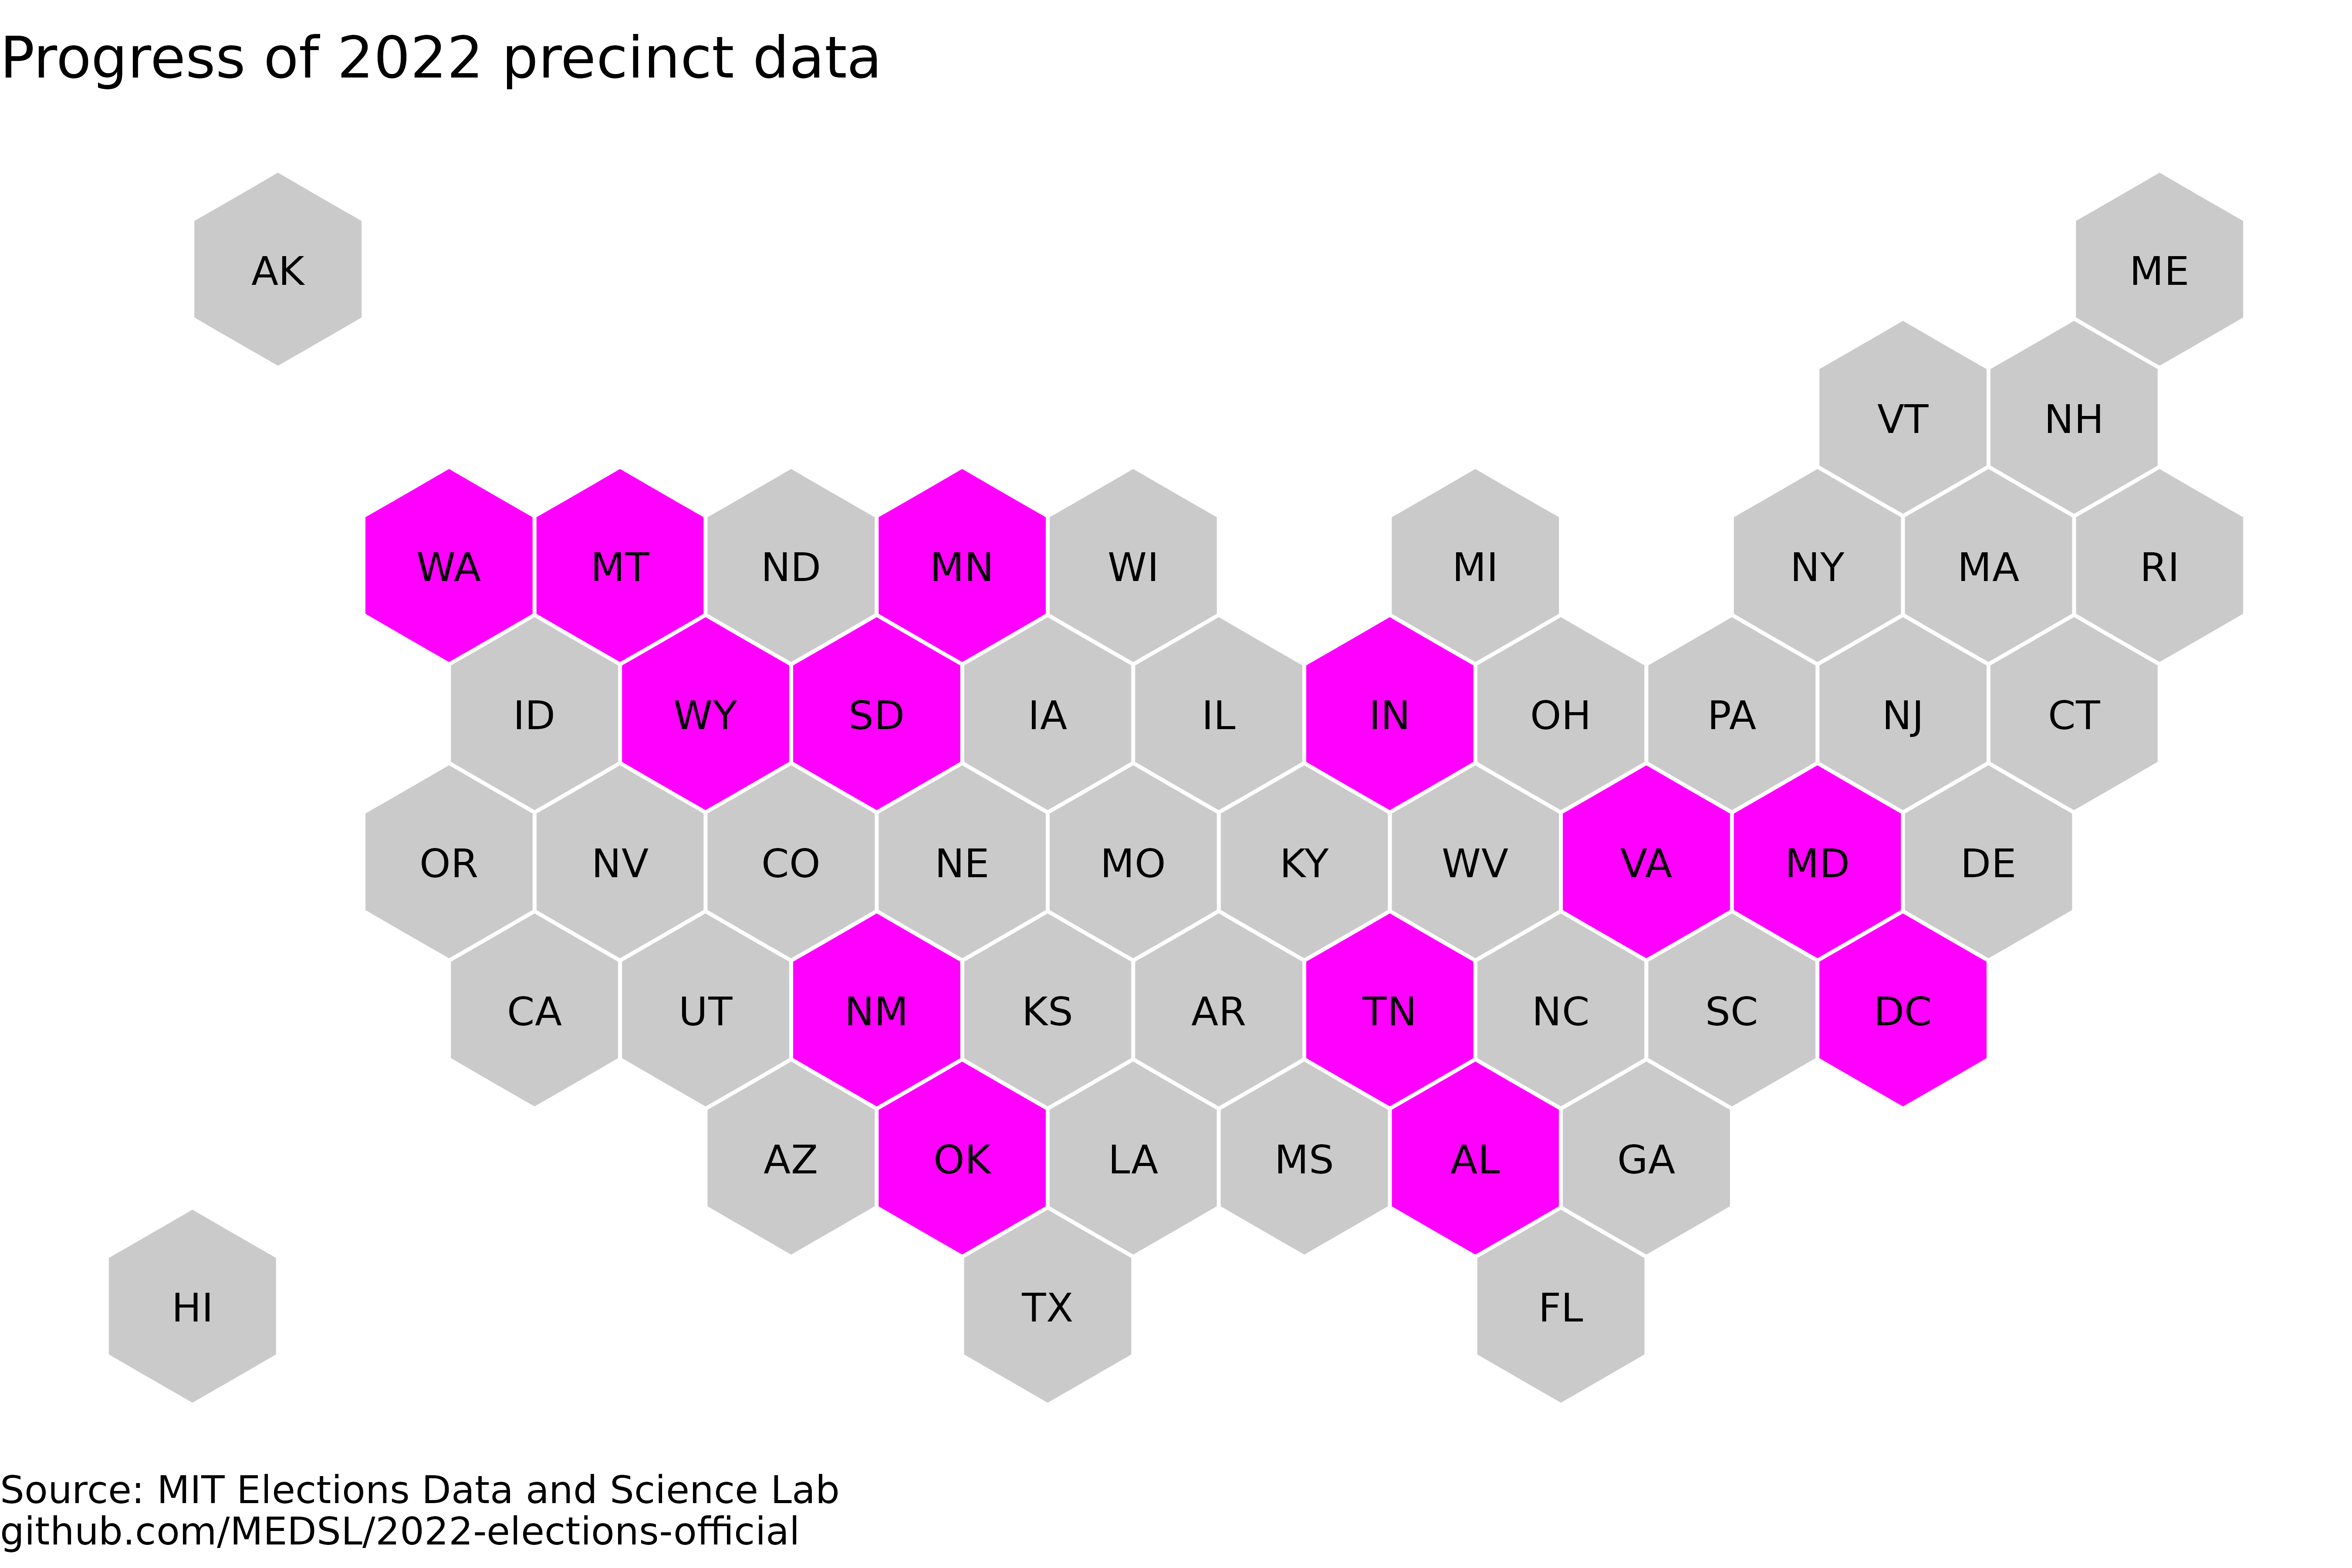 Progress of 2022 precinct data
AK
ME
VT
NH
WA
MT
ND
MN
WI
MI
NY
MA
RI
ID
WY
SD
IA
IL
IN
OH
PA
NJ
CT
OR
NV
CO
NE
MO
KY
WV
VA
MD
DE
CA
UT
NM
KS
AR
TN
NC
SC
DC
AZ
OK
LA
MS
AL
GA
HI
TX
FL
Source: MIT Elections Data and Science Lab
github.com/MEDSL/2022-elections-official